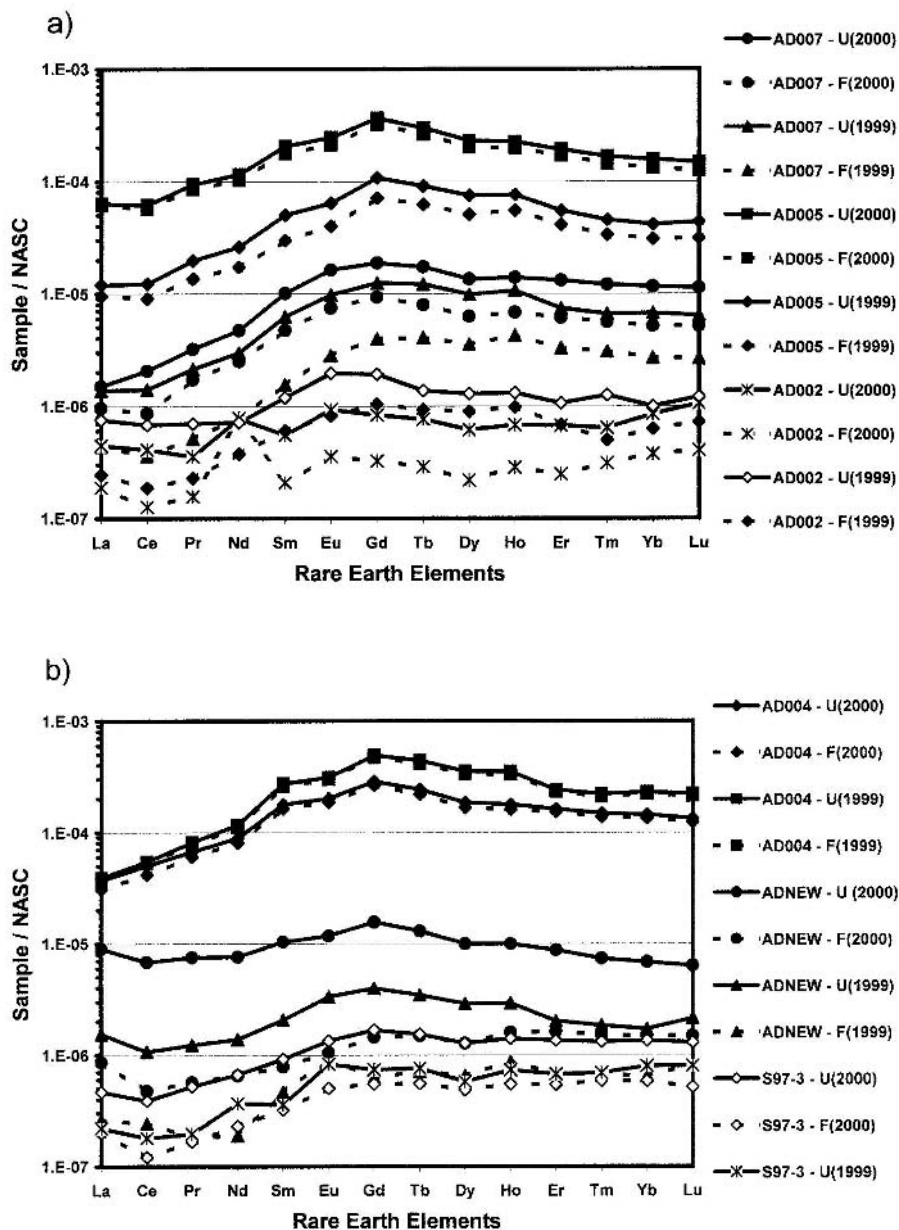 a)
1.E-03
1.E-04
1.E-05
1.E-06
1.E-07
Sample / NASC
La Ce Pr Nd Sm Eu Gd Tb Dy Ho Er Tm Yb Lu
Rare Earth Elements
AD007 - U(2000)
AD007 - F(2000)
AD007 - U(1999)
AD007 - F(1999)
AD005 - U(2000)
AD005 - F(2000)
AD005 - U(1999)
AD005 - F(1999)
AD002 - U(2000)
AD002 - F(2000)
AD002 - U(1999)
AD002 - F(1999)
b)
1.E-03
1.E-04
1.E-05
1.E-06
1.E-07
Sample / NASC
La Ce Pr Nd Sm Eu Gd Tb Dy Ho Er Tm Yb Lu
Rare Earth Elements
AD004 - U(2000)
AD004 - F(2000)
AD004 - U(1999)
AD004 - F(1999)
ADNEW - U (2000)
ADNEW - F(2000)
ADNEW - U(1999)
ADNEW - F(1999)
S97-3 - U(2000)
S97-3 - F(2000)
S97-3 - U(1999)